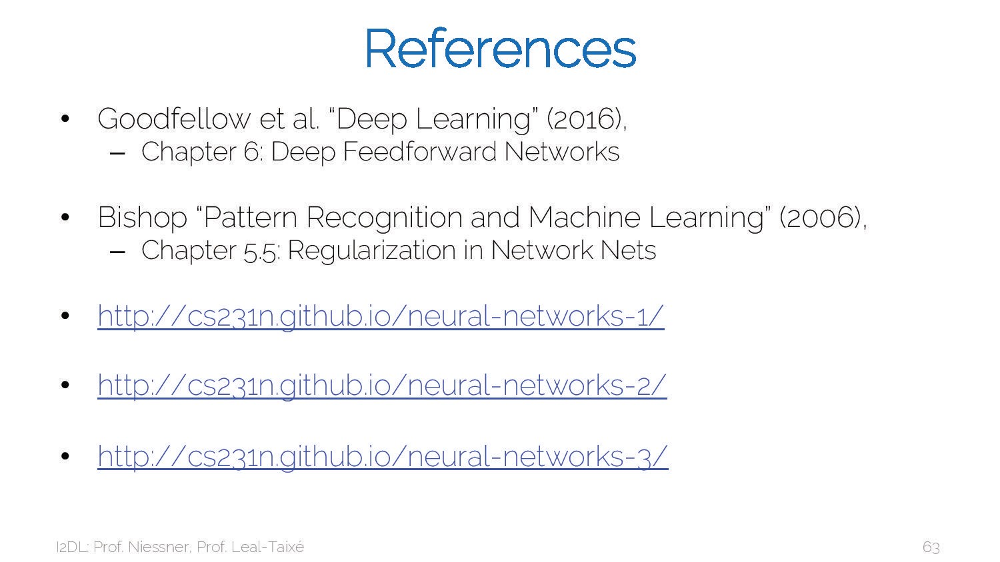 References
• Goodfellow et al. “Deep Learning” (2016),
– Chapter 6: Deep Feedforward Networks
• Bishop “Pattern Recognition and Machine Learning” (2006),
– Chapter 5.5: Regularization in Network Nets
• http://cs231n.github.io/neural-networks-1/
• http://cs231n.github.io/neural-networks-2/
• http://cs231n.github.io/neural-networks-3/
I2DL: Prof. Niessner, Prof. Leal-Taixé
63